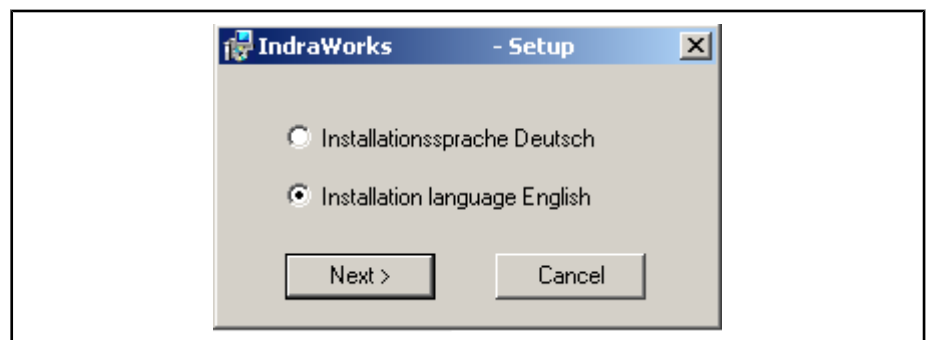 IndraWorks - Setup
Installationssprache Deutsch
Installation language English
Next > Cancel